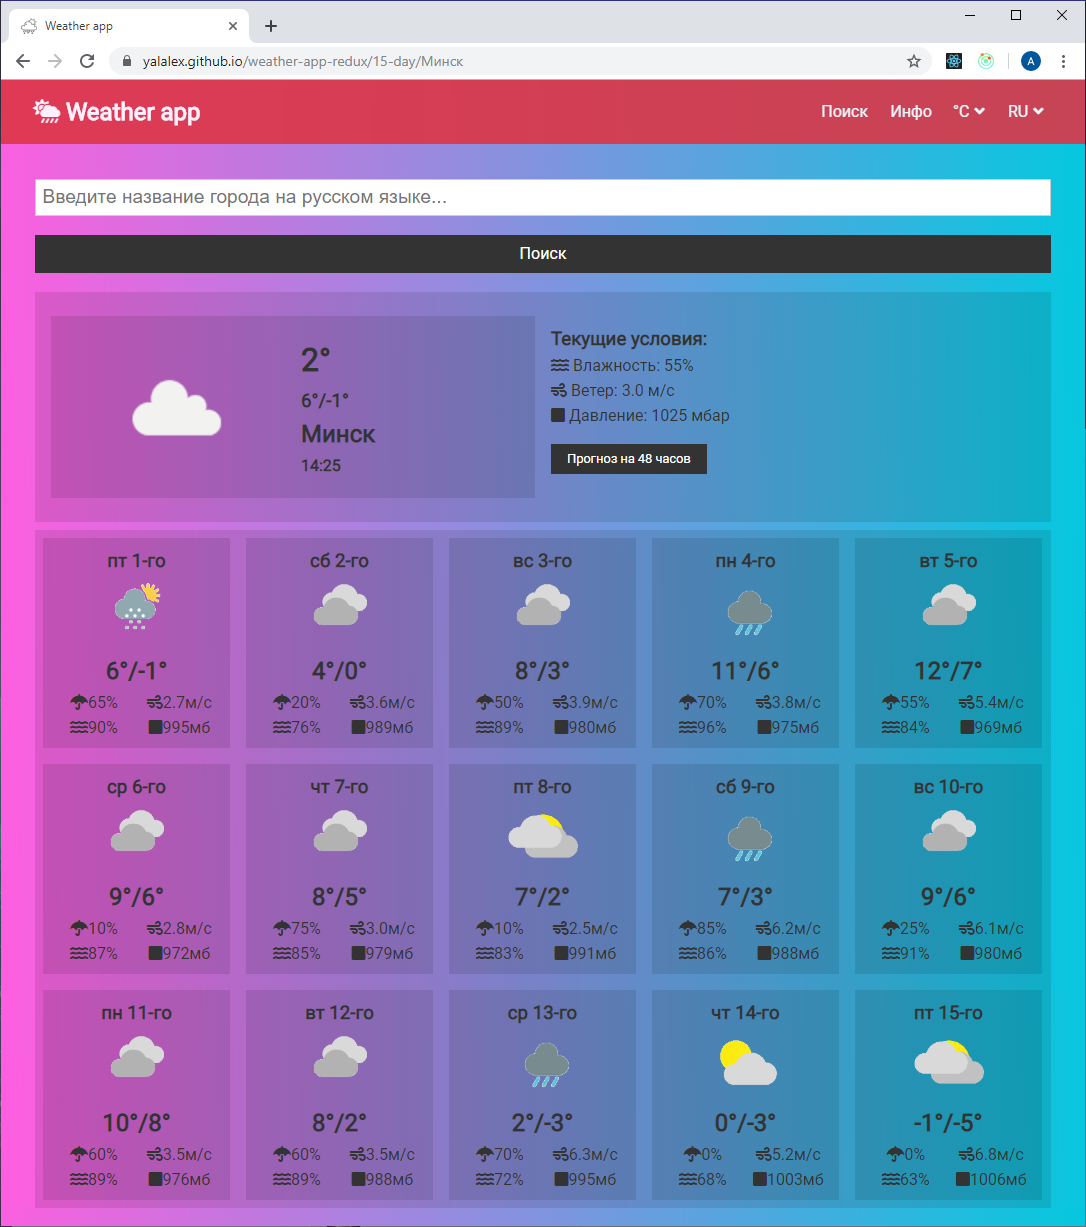 Weather app
yalalex.github.io/weather-app-redux/15-day/Минск
A
Weather app
Поиск Инфо °C RU
Введите название города на русском языке...
Поиск
2°
6°/-1°
Минск
14:25
Текущие условия:
Влажность: 55%
Ветер: 3.0 м/с
Давление: 1025 мбар
Прогноз на 48 часов
пт 1-го сб 2-го вс 3-го пн 4-го вт 5-го
6°/-1° 4°/0° 8°/3° 11°/6° 12°/7°
65% 2.7м/с 20% 3.6м/с 50% 3.9м/с 70% 3.8м/с 55% 5.4м/с
90% 995мб 76% 989мб 89% 980мб 96% 975мб 84% 969мб
ср 6-го чт 7-го пт 8-го сб 9-го вс 10-го
9°/6° 8°/5° 7°/2° 7°/3° 9°/6°
10% 2.8м/с 75% 3.0м/с 10% 2.5м/с 85% 6.2м/с 25% 6.1м/с
87% 972мб 85% 979мб 83% 991мб 86% 988мб 91% 980мб
пн 11-го вт 12-го ср 13-го чт 14-го пт 15-го
10°/8° 8°/2° 2°/-3° 0°/-3° -1°/-5°
60% 3.5м/с 60% 3.5м/с 70% 6.3м/с 0% 5.2м/с 0% 6.8м/с
89% 976мб 89% 988мб 72% 995мб 68% 1003мб 63% 1006мб